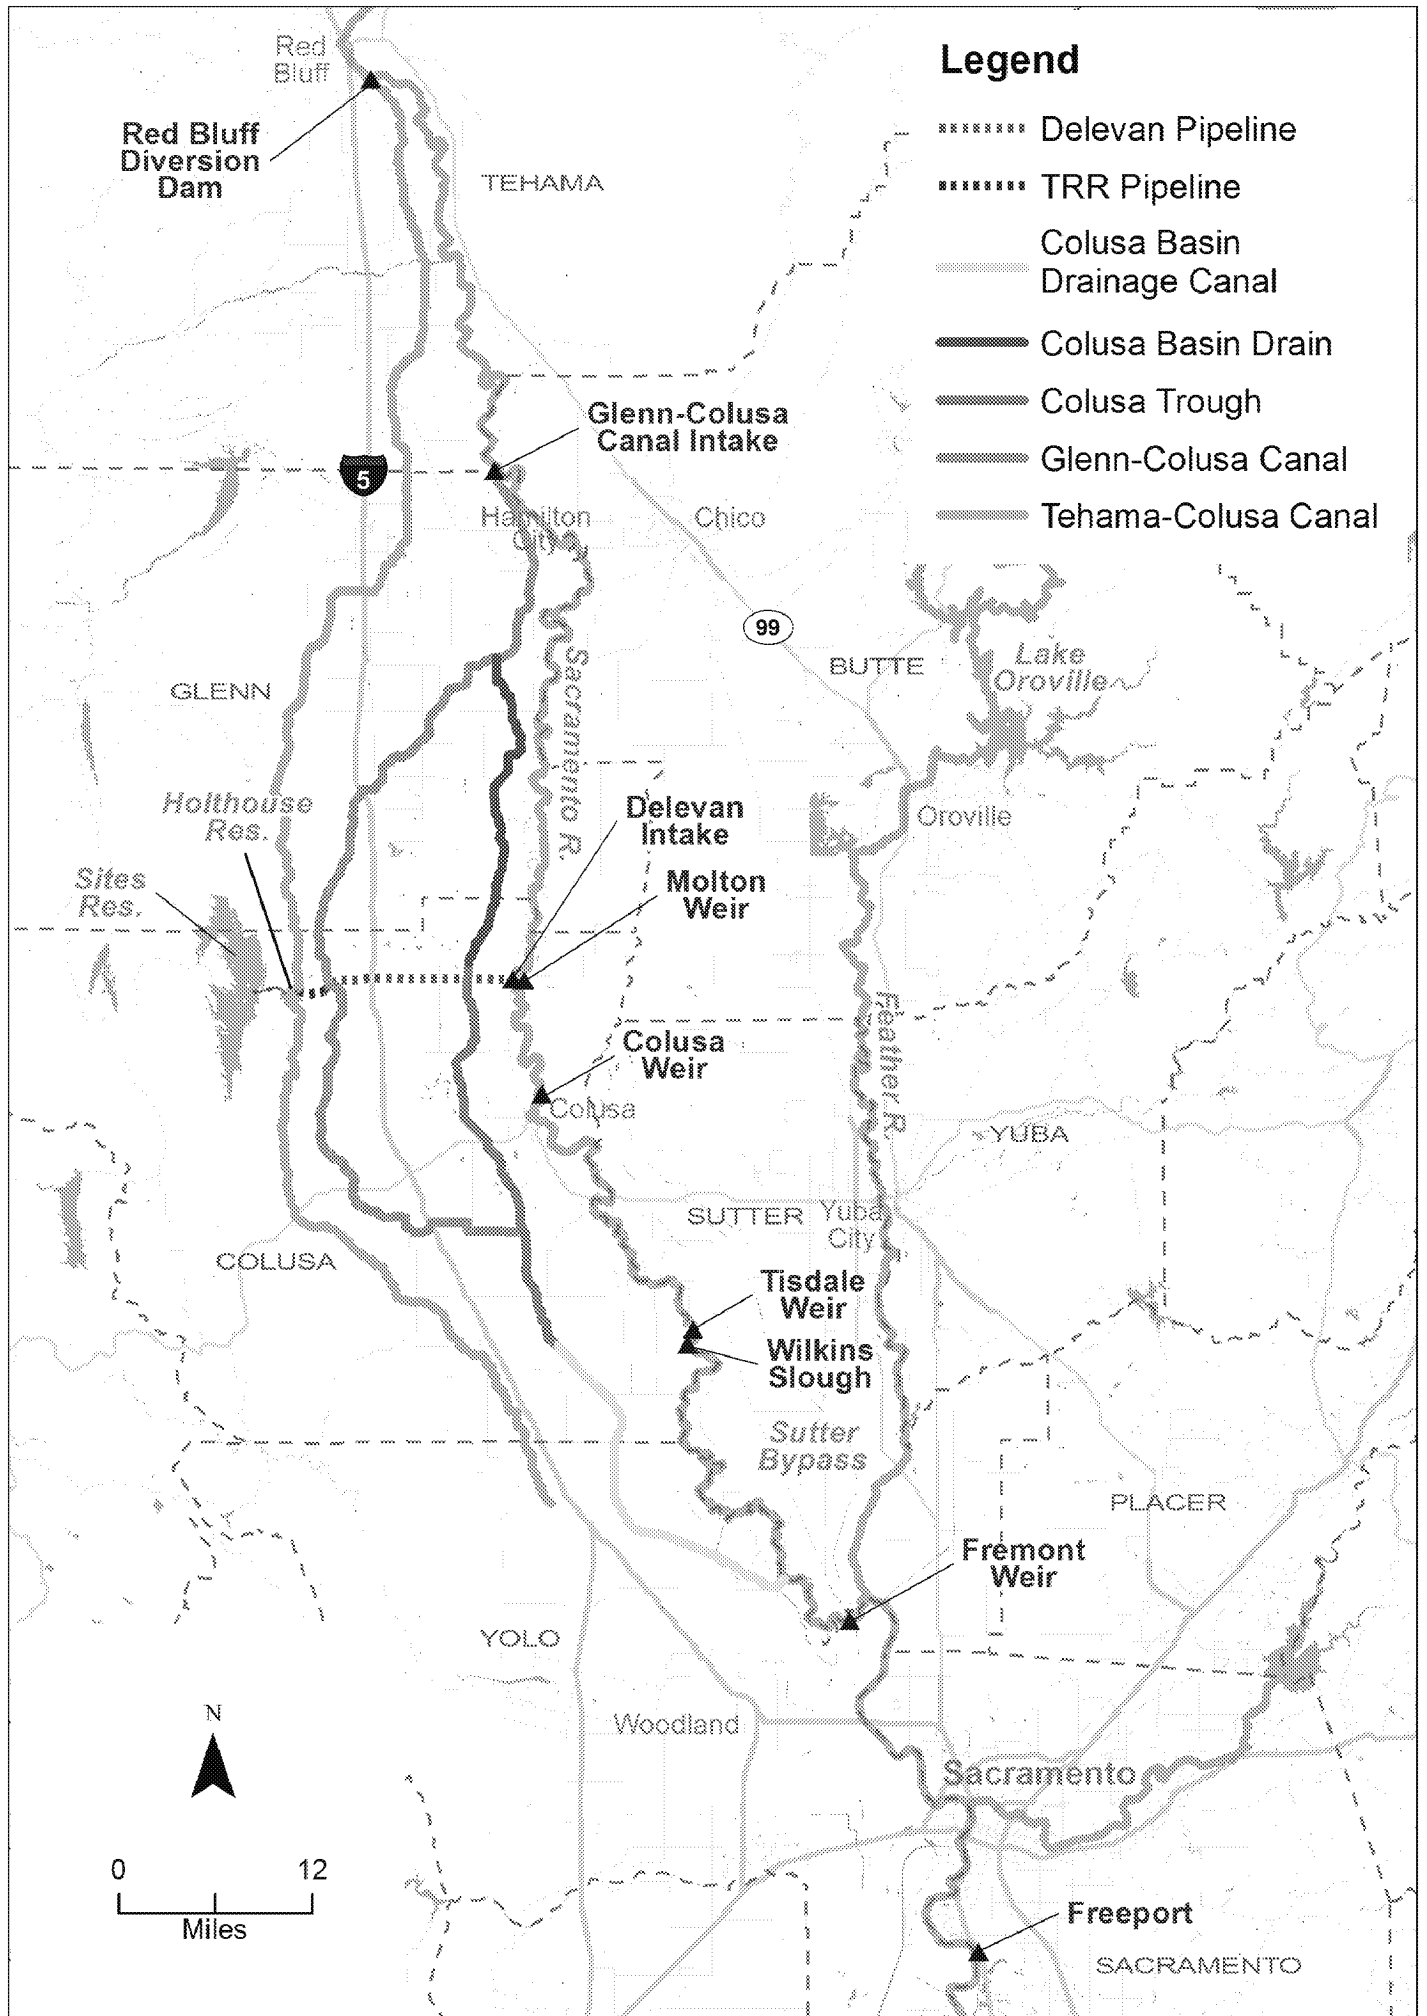 Red
Bluff
Legend
Red Bluff
Diversion
Dam
TEHAMA
Delevan Pipeline
TRR Pipeline
Colusa Basin
Drainage Canal
Colusa Basin Drain
Colusa Trough
Glenn-Colusa Canal
Tehama-Colusa Canal
Glenn-Colusa
Canal Intake
5
Hamilton
City
Chico
99
Sacramento R.
BUTTE
Lake
Oroville
GLENN
Holthouse
Res.
Delevan
Intake
Oroville
Sites
Res.
Molton
Weir
Feather R.
Colusa
Weir
Colusa
YUBA
SUTTER
Yuba
City
COLUSA
Tisdale
Weir
Wilkins
Slough
Sutter
Bypass
PLACER
Fremont
Weir
YOLO
N
Woodland
Sacramento
0 12
Miles
Freeport
SACRAMENTO